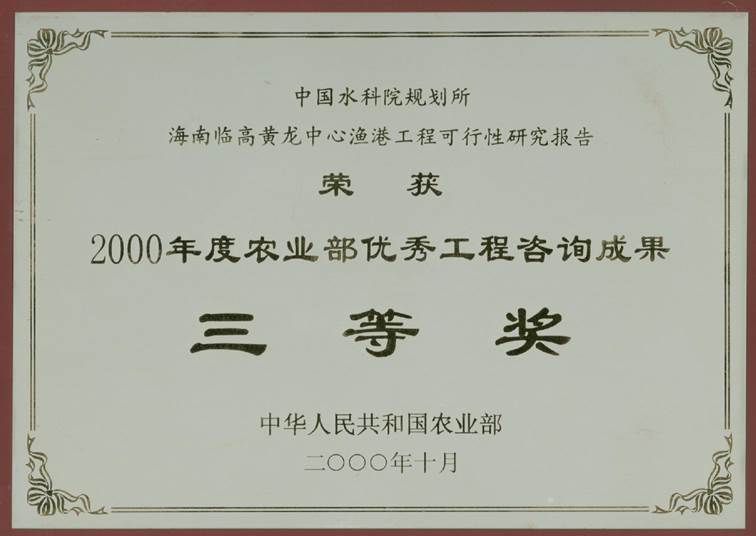 中国水科院规划所
海南临高黄龙中心渔港工程可行性研究报告
荣获
2000年度农业部优秀工程咨询成果
三等奖
中华人民共和国农业部
二〇〇〇年十月